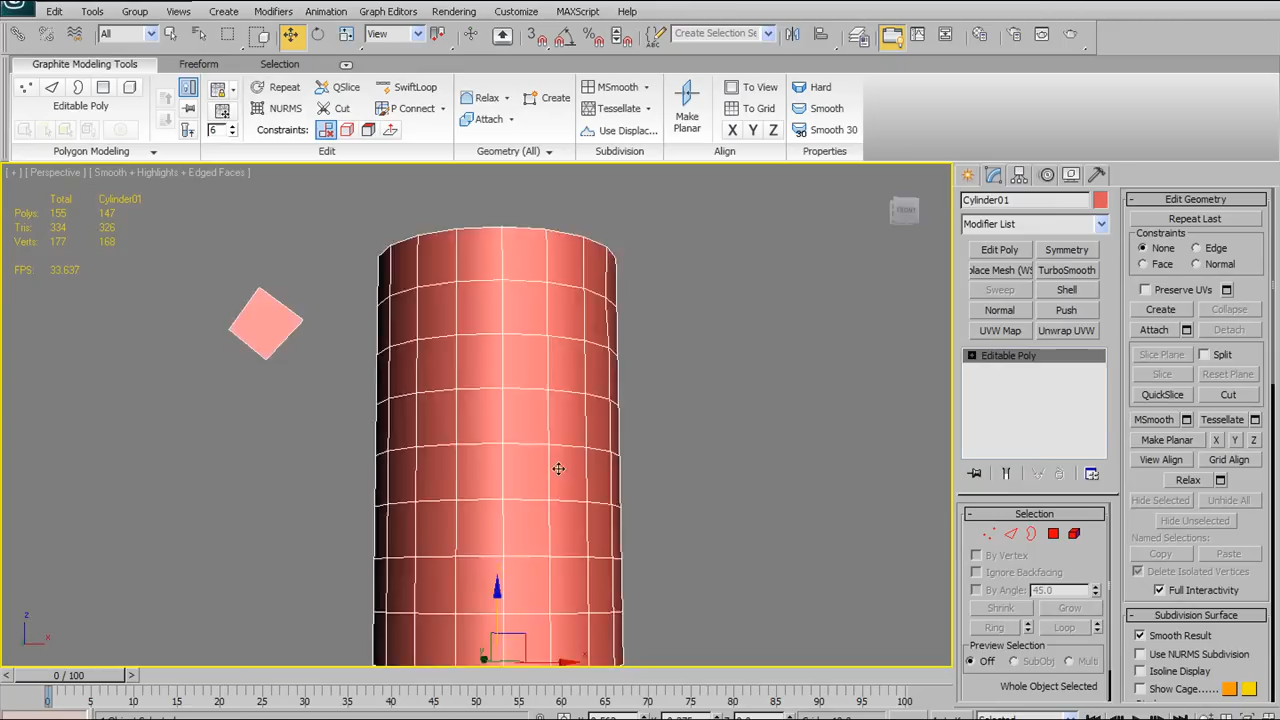 Edit Tools Group Views Create Modifiers Animation Graph Editors Rendering Customize MAXScript Help
All View Create Selection Se
Graphite Modeling Tools Freeform Selection
Repeat QSlice SwiftLoop Relax Create MSmooth To View Hard
Editable Poly NURMS Cut P Connect Attach Tessellate Make Planar To Grid Smooth
6 Constraints: Use Displac... X Y Z Smooth 30
Polygon Modeling Edit Geometry (All) Subdivision Align Properties
[ + ] [ Perspective ] [ Smooth + Highlights + Edged Faces ]
Total Cylinder01
Polys: 155 147
Tris: 334 326
Verts: 177 168
FPS: 33.637
FRONT
z
x
y
x
Cylinder01
Modifier List
Edit Poly Symmetry
place Mesh (WS TurboSmooth
Sweep Shell
Normal Push
UVW Map Unwrap UVW
Editable Poly
- Selection
By Vertex
Ignore Backfacing
By Angle: 45.0
Shrink Grow
Ring Loop
Preview Selection
Off SubObj Multi
Whole Object Selected
- Edit Geometry
Repeat Last
Constraints
None Edge
Face Normal
Preserve UVs
Create Collapse
Attach Detach
Slice Plane Split
Slice Reset Plane
QuickSlice Cut
MSmooth Tessellate
Make Planar X Y Z
View Align Grid Align
Relax
Hide Selected Unhide All
Hide Unselected
Named Selections:
Copy Paste
Delete Isolated Vertices
Full Interactivity
- Subdivision Surface
Smooth Result
Use NURMS Subdivision
Isoline Display
Show Cage......
< 0 / 100 >
0 5 10 15 20 25 30 35 40 45 50 55 60 65 70 75 80 85 90 95 100